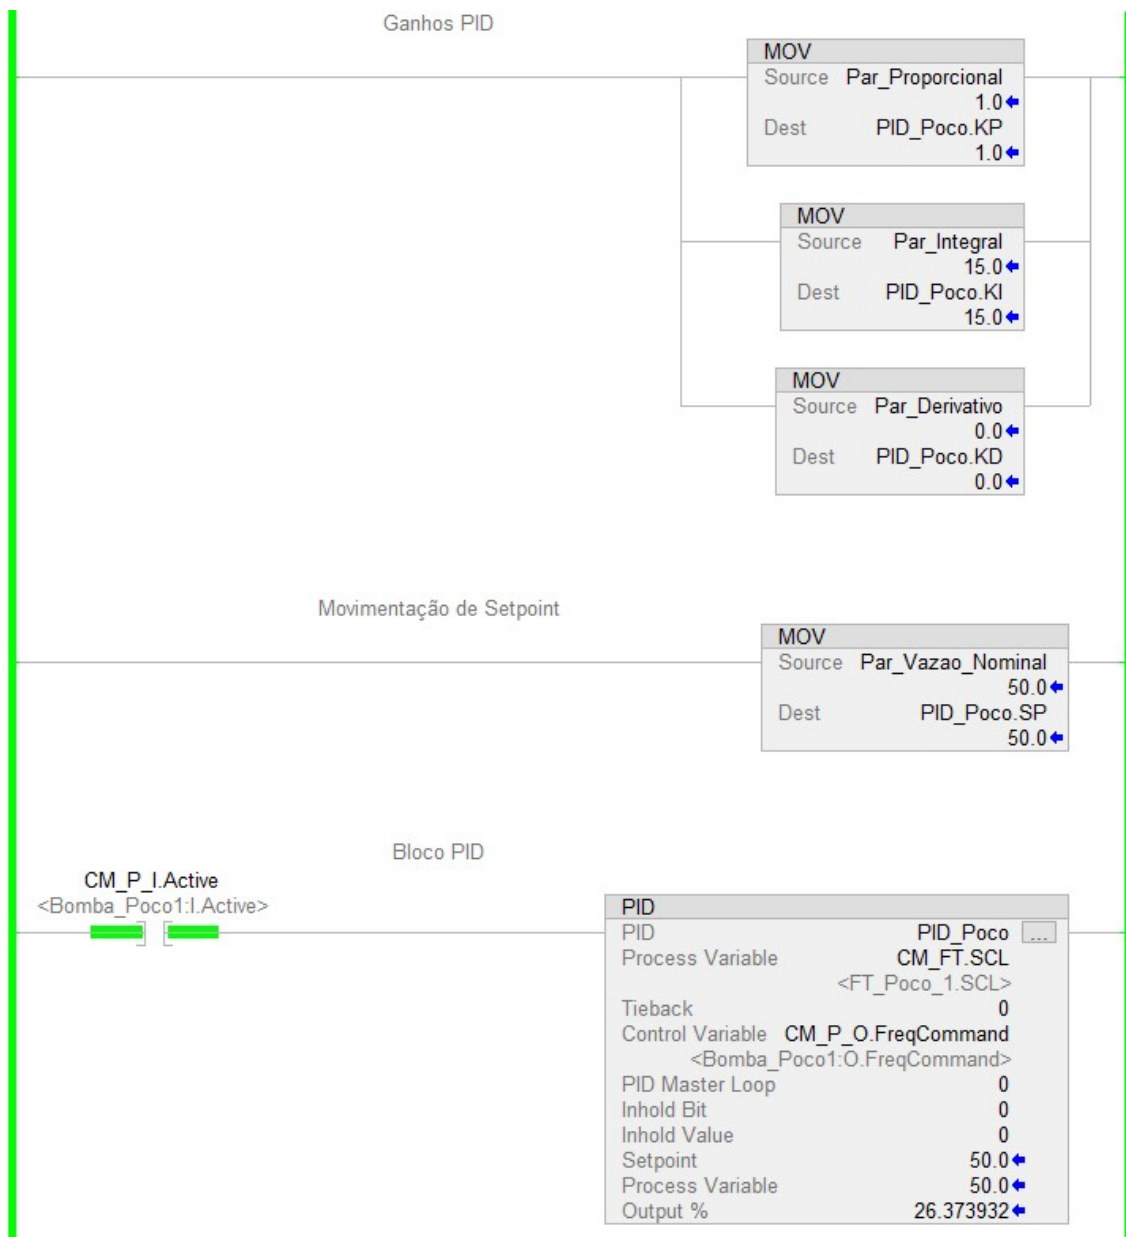 Ganhos PID
MOV
Source Par_Proporcional
1.0
Dest PID_Poco.KP
1.0
MOV
Source Par_Integral
15.0
Dest PID_Poco.KI
15.0
MOV
Source Par_Derivativo
0.0
Dest PID_Poco.KD
0.0
Movimentação de Setpoint
MOV
Source Par_Vazao_Nominal
50.0
Dest PID_Poco.SP
50.0
Bloco PID
CM_P_I.Active
<Bomba_Poco1:I.Active>
PID
PID PID_Poco ...
Process Variable CM_FT.SCL
<FT_Poco_1.SCL>
Tieback 0
Control Variable CM_P_O.FreqCommand
<Bomba_Poco1:O.FreqCommand>
PID Master Loop 0
Inhold Bit 0
Inhold Value 0
Setpoint 50.0
Process Variable 50.0
Output % 26.373932